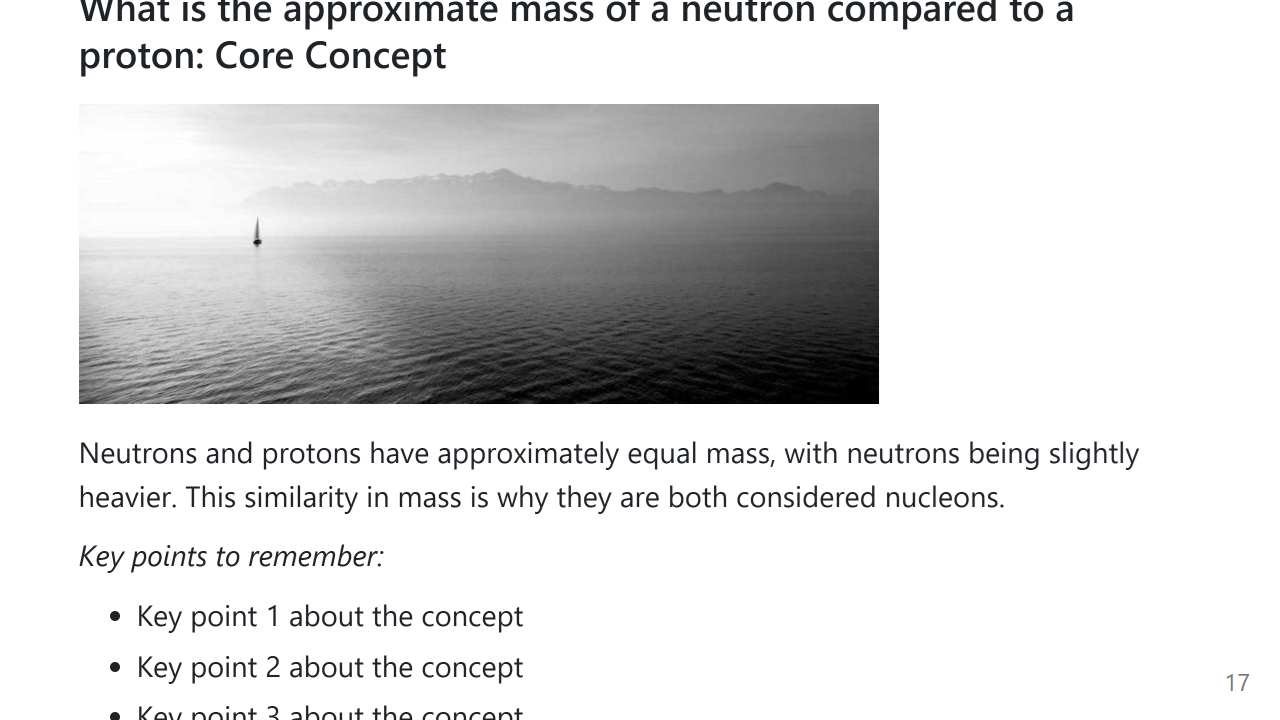 What is the approximate mass of a neutron compared to a
proton: Core Concept
Neutrons and protons have approximately equal mass, with neutrons being slightly
heavier. This similarity in mass is why they are both considered nucleons.
Key points to remember:
• Key point 1 about the concept
• Key point 2 about the concept
• Key point 3 about the concept
17